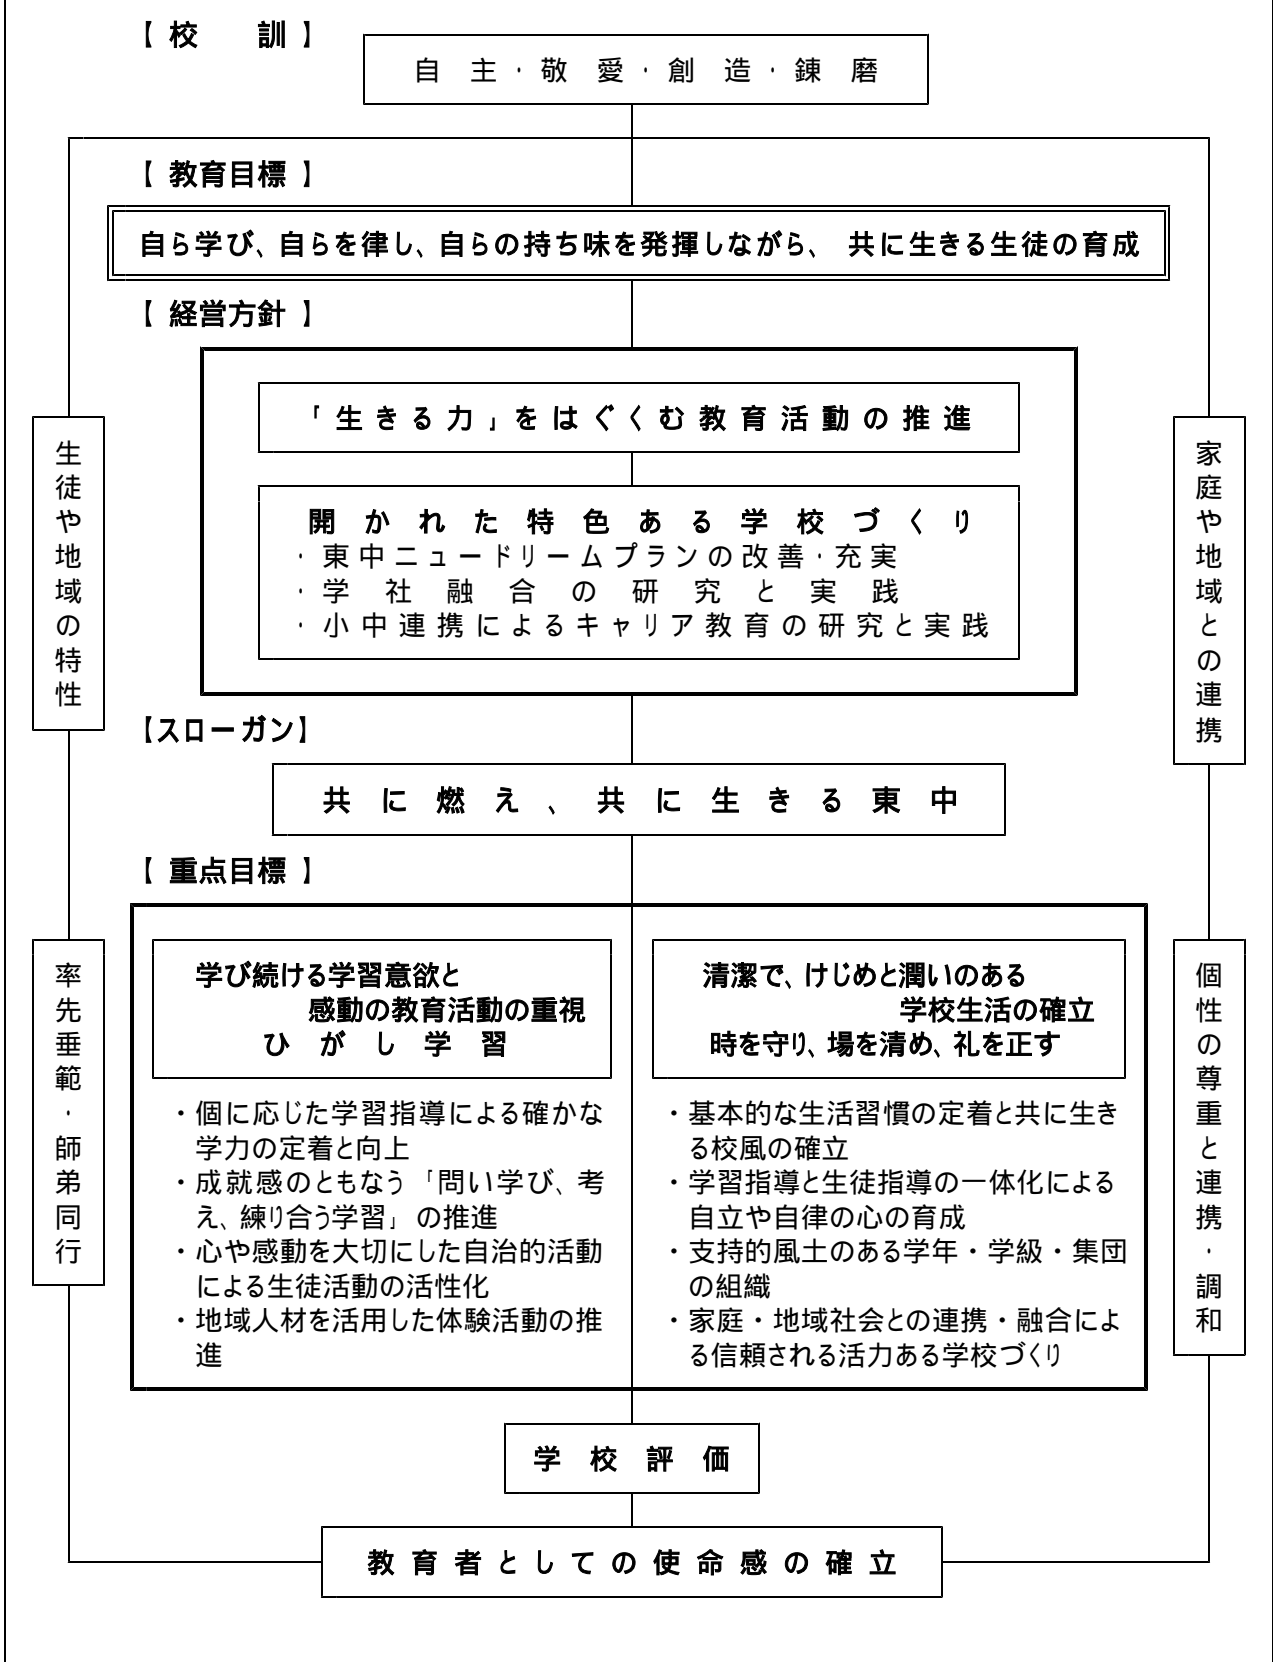 【 校　訓 】
自主・敬愛・創造・錬磨
【 教育目標 】
自ら学び、自らを律し、自らの持ち味を発揮しながら、 共に生きる生徒の育成
【 経営方針 】
「生きる力」をはぐくむ教育活動の推進
開かれた特色ある学校づくり
・東中ニュードリームプランの改善・充実
・学社融合の研究と実践
・小中連携によるキャリア教育の研究と実践
生徒や地域の特性
家庭や地域との連携
【スローガン】
共に燃え、共に生きる東中
【 重点目標 】
学び続ける学習意欲と
感動の教育活動の重視
ひがし学習
・個に応じた学習指導による確かな
学力の定着と向上
・成就感のともなう「問い学び、考
え、練り合う学習」の推進
・心や感動を大切にした自治的活動
による生徒活動の活性化
・地域人材を活用した体験活動の推
進
清潔で、けじめと潤いのある
学校生活の確立
時を守り、場を清め、礼を正す
・基本的な生活習慣の定着と共に生き
る校風の確立
・学習指導と生徒指導の一体化による
自立や自律の心の育成
・支持的風土のある学年・学級・集団
の組織
・家庭・地域社会との連携・融合によ
る信頼される活力ある学校づくり
率先垂範・師弟同行
個性の尊重と連携・調和
学校評価
教育者としての使命感の確立